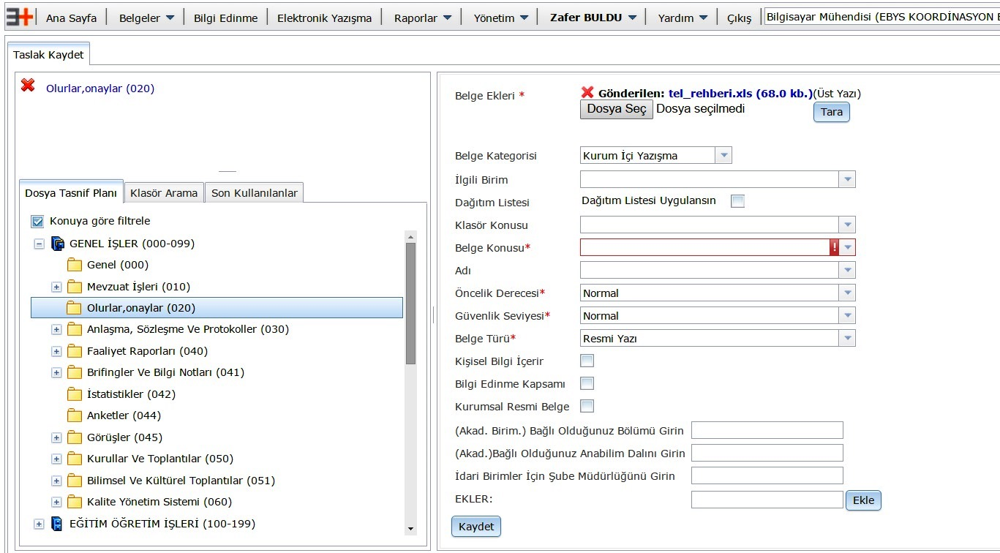 Ana Sayfa Belgeler Bilgi Edinme Elektronik Yazışma Raporlar Yönetim Zafer BULDU Yardım Çıkış Bilgisayar Mühendisi (EBYS KOORDİNASYON
Taslak Kaydet
Olurlar,onaylar (020)
Dosya Tasnif Planı Klasör Arama Son Kullanılanlar
Konuya göre filtrele
GENEL İŞLER (000-099)
Genel (000)
Mevzuat İşleri (010)
Olurlar,onaylar (020)
Anlaşma, Sözleşme Ve Protokoller (030)
Faaliyet Raporları (040)
Brifingler Ve Bilgi Notları (041)
İstatistikler (042)
Anketler (044)
Görüşler (045)
Kurullar Ve Toplantılar (050)
Bilimsel Ve Kültürel Toplantılar (051)
Kalite Yönetim Sistemi (060)
EĞİTİM ÖĞRETİM İŞLERİ (100-199)
Belge Ekleri * Gönderilen: tel_rehberi.xls (68.0 kb.)(Üst Yazı)
Dosya Seç Dosya seçilmedi Tara
Belge Kategorisi Kurum İçi Yazışma
İlgili Birim
Dağıtım Listesi Dağıtım Listesi Uygulansın
Klasör Konusu
Belge Konusu* !
Adı
Öncelik Derecesi* Normal
Güvenlik Seviyesi* Normal
Belge Türü* Resmi Yazı
Kişisel Bilgi İçerir
Bilgi Edinme Kapsamı
Kurumsal Resmi Belge
(Akad. Birim.) Bağlı Olduğunuz Bölümü Girin
(Akad.)Bağlı Olduğunuz Anabilim Dalını Girin
İdari Birimler İçin Şube Müdürlüğünü Girin
EKLER: Ekle
Kaydet